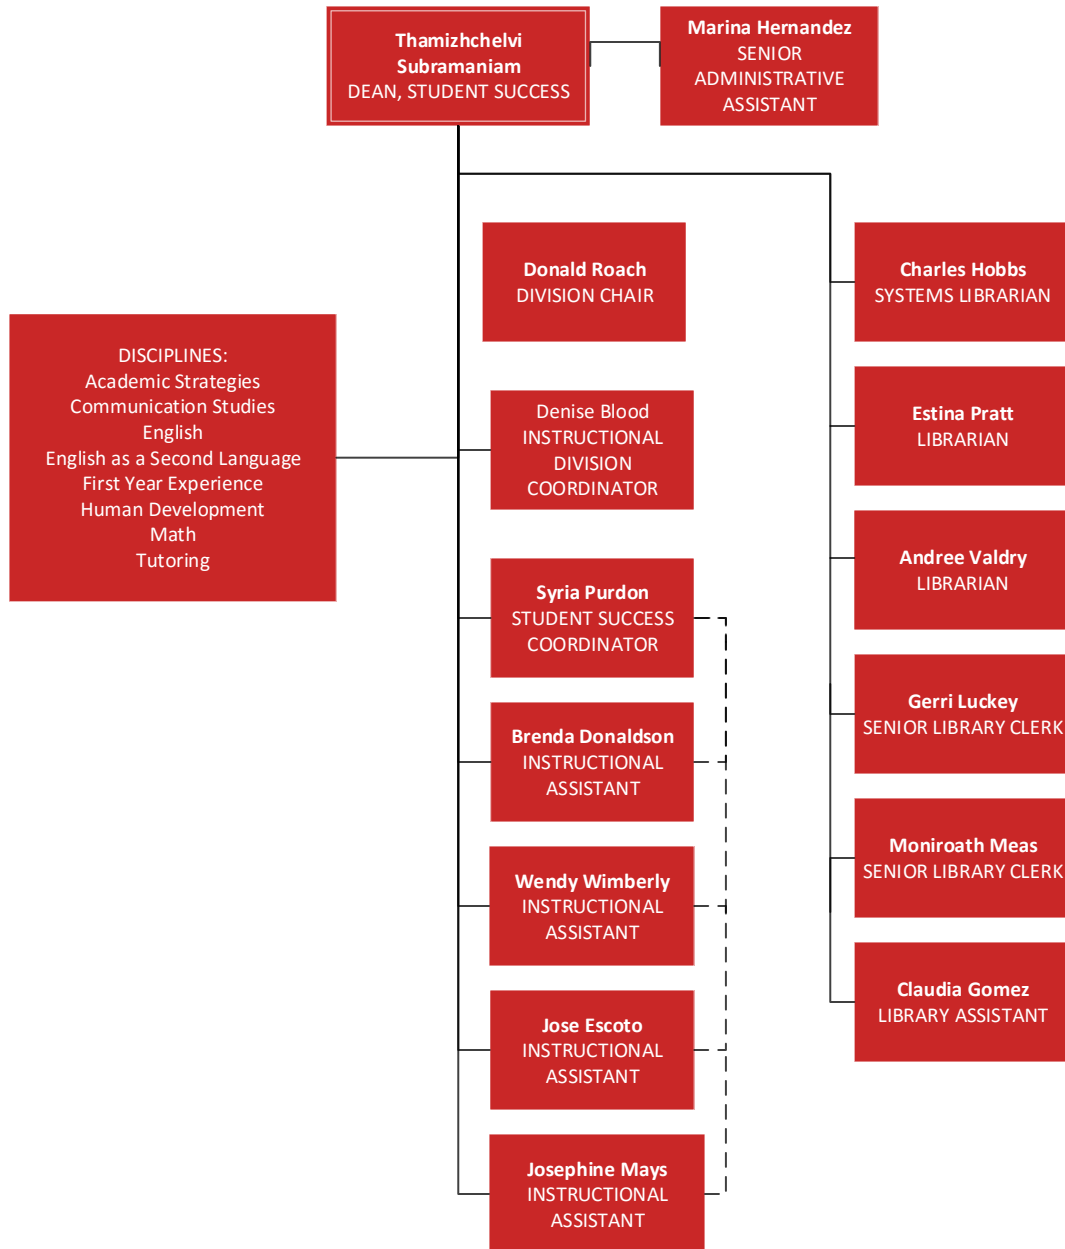 Thamizhchelvi
Subramaniam
DEAN, STUDENT SUCCESS
Marina Hernandez
SENIOR
ADMINISTRATIVE
ASSISTANT
Donald Roach
DIVISION CHAIR
Charles Hobbs
SYSTEMS LIBRARIAN
DISCIPLINES:
Academic Strategies
Communication Studies
English
English as a Second Language
First Year Experience
Human Development
Math
Tutoring
Denise Blood
INSTRUCTIONAL
DIVISION
COORDINATOR
Estina Pratt
LIBRARIAN
Syria Purdon
STUDENT SUCCESS
COORDINATOR
Andree Valdry
LIBRARIAN
Brenda Donaldson
INSTRUCTIONAL
ASSISTANT
Gerri Luckey
SENIOR LIBRARY CLERK
Wendy Wimberly
INSTRUCTIONAL
ASSISTANT
Moniroath Meas
SENIOR LIBRARY CLERK
Jose Escoto
INSTRUCTIONAL
ASSISTANT
Claudia Gomez
LIBRARY ASSISTANT
Josephine Mays
INSTRUCTIONAL
ASSISTANT